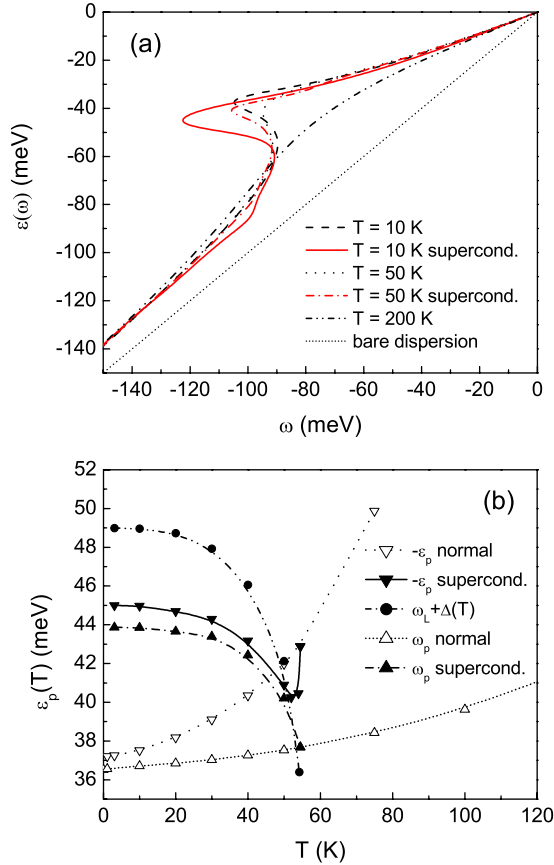 (a)
0
-20
-40
-60
-80
-100
-120
-140
ε(ω) (meV)
T = 10 K
T = 10 K supercond.
T = 50 K
T = 50 K supercond.
T = 200 K
bare dispersion
-140 -120 -100 -80 -60 -40 -20 0
ω (meV)
(b)
52
50
48
46
44
42
40
38
36
34
εp(T) (meV)
-εp normal
-εp supercond.
ωL+Δ(T)
ωp normal
ωp supercond.
0 20 40 60 80 100 120
T (K)